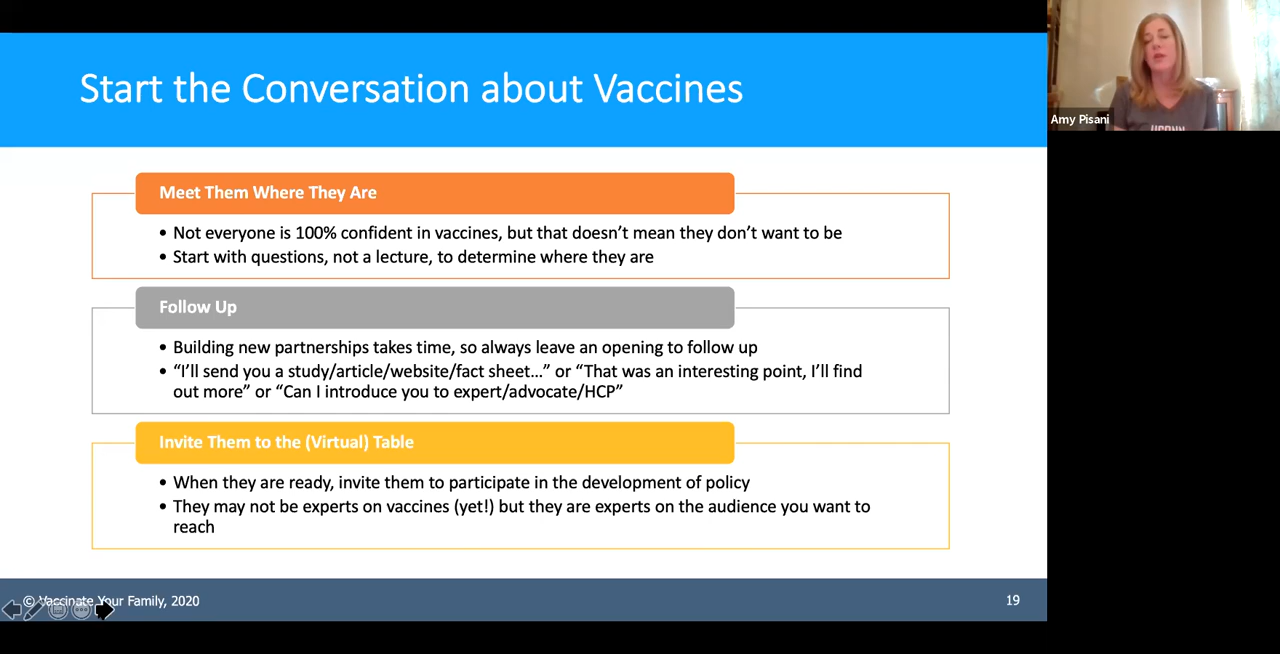 Start the Conversation about Vaccines
Amy Pisani
UCONN
Meet Them Where They Are
• Not everyone is 100% confident in vaccines, but that doesn’t mean they don’t want to be
• Start with questions, not a lecture, to determine where they are
Follow Up
• Building new partnerships takes time, so always leave an opening to follow up
• “I’ll send you a study/article/website/fact sheet…” or “That was an interesting point, I’ll find
out more” or “Can I introduce you to expert/advocate/HCP”
Invite Them to the (Virtual) Table
• When they are ready, invite them to participate in the development of policy
• They may not be experts on vaccines (yet!) but they are experts on the audience you want to
reach
© Vaccinate Your Family, 2020
19